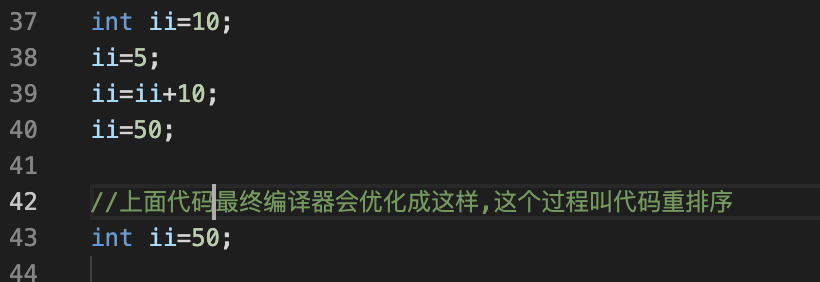 37 int ii=10;
38 ii=5;
39 ii=ii+10;
40 ii=50;
41
42 //上面代码最终编译器会优化成这样,这个过程叫代码重排序
43 int ii=50;
44